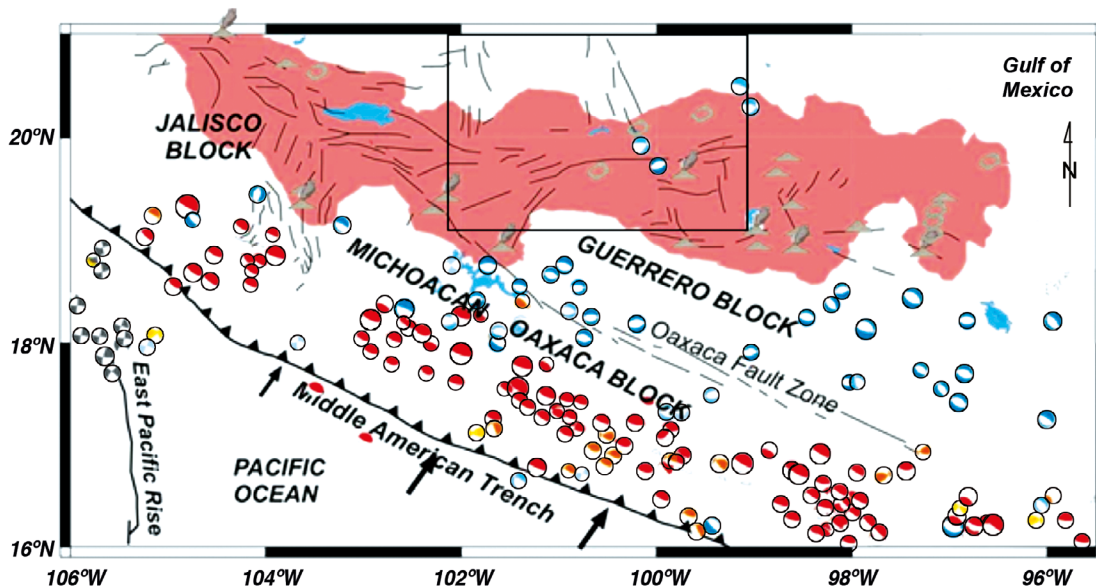 Gulf of
Mexico
20ºN
JALISCO
BLOCK
N
GUERRERO BLOCK
MICHOACAN
OAXACA BLOCK
Oaxaca Fault Zone
18ºN
East Pacific Rise
Middle American Trench
PACIFIC
OCEAN
16ºN
106ºW
104ºW
102ºW
100ºW
98ºW
96ºW